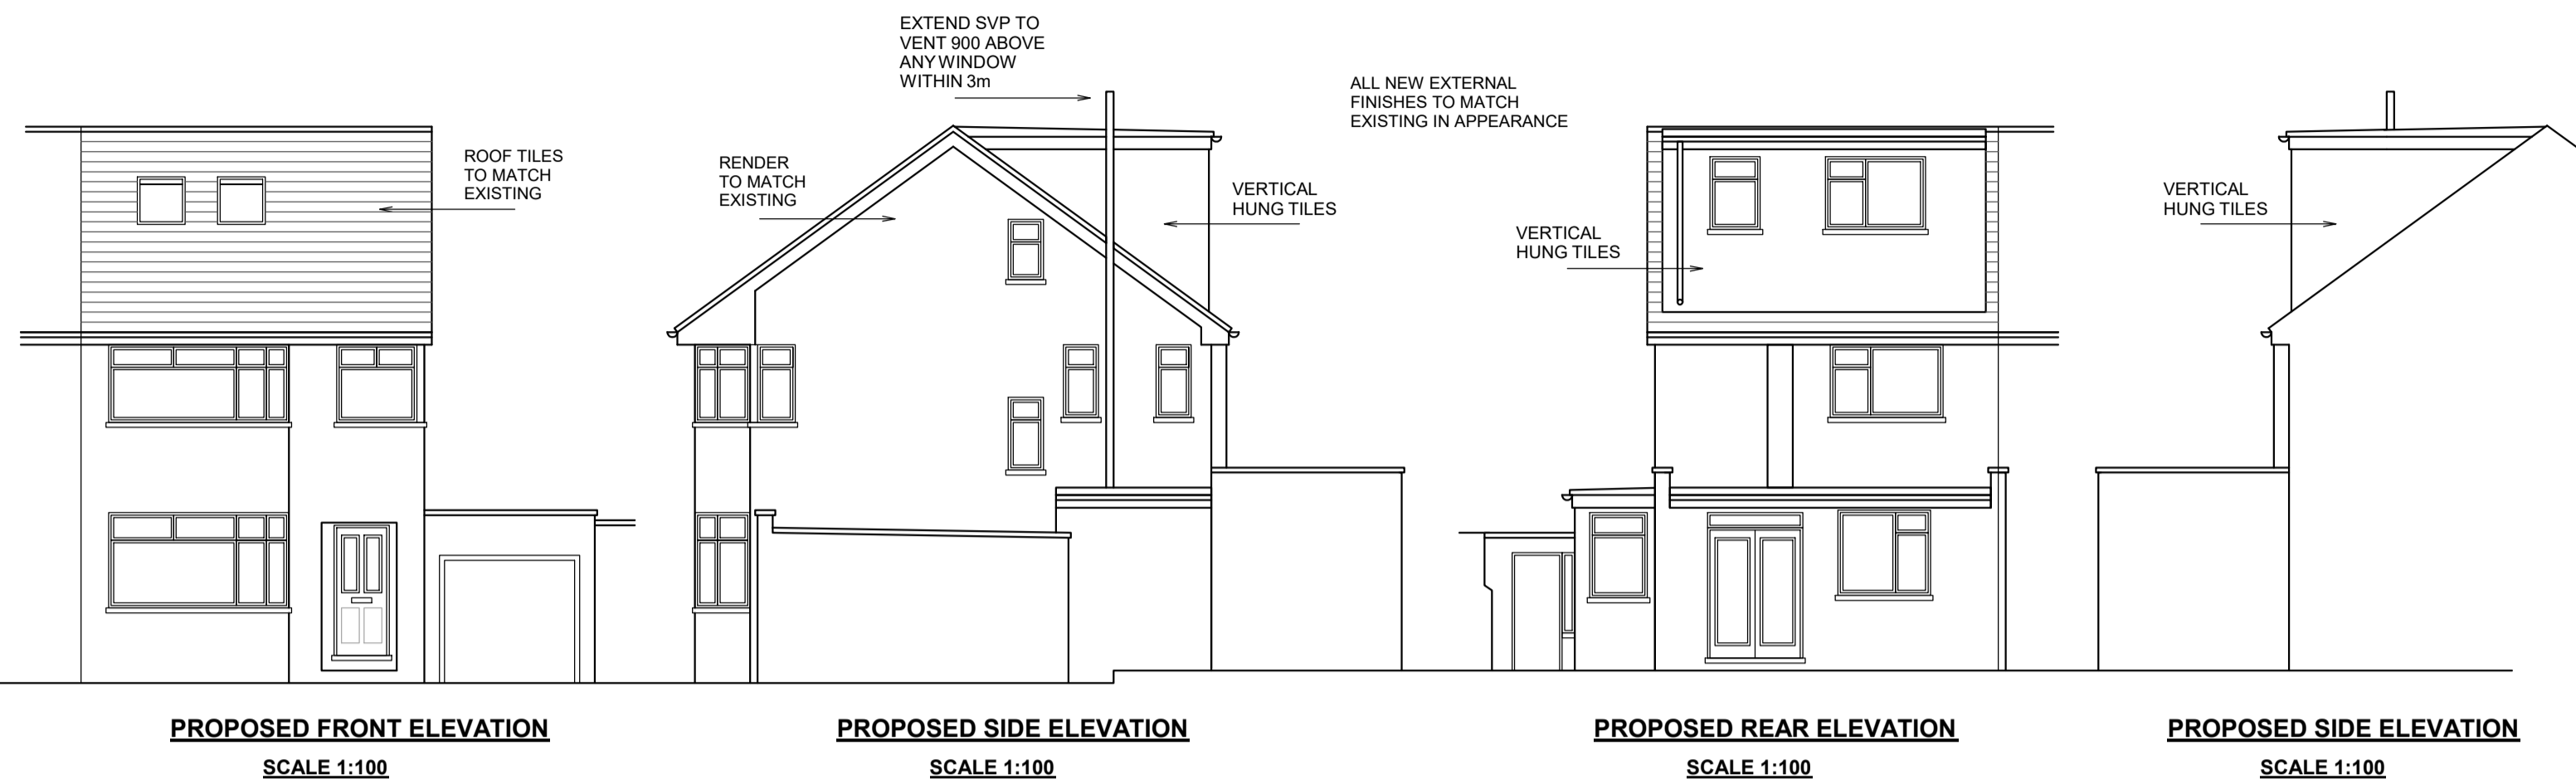 EXTEND SVP TO
VENT 900 ABOVE
ANY WINDOW
WITHIN 3m
ALL NEW EXTERNAL
FINISHES TO MATCH
EXISTING IN APPEARANCE
ROOF TILES
TO MATCH
EXISTING
RENDER
TO MATCH
EXISTING
VERTICAL
HUNG TILES
VERTICAL
HUNG TILES
VERTICAL
HUNG TILES
PROPOSED FRONT ELEVATION
SCALE 1:100
PROPOSED SIDE ELEVATION
SCALE 1:100
PROPOSED REAR ELEVATION
SCALE 1:100
PROPOSED SIDE ELEVATION
SCALE 1:100